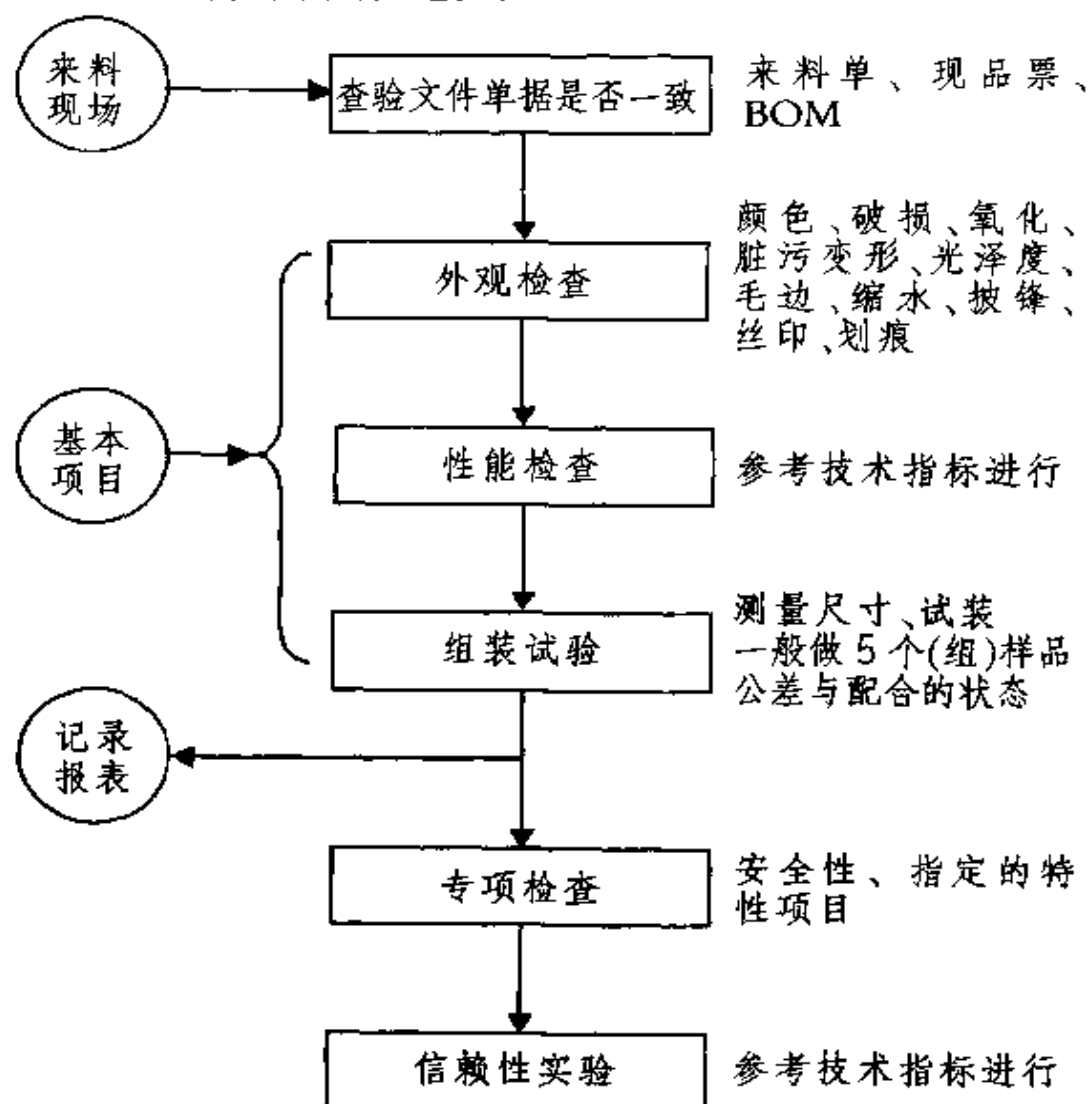 来料
现场
查验文件单据是否一致
来料单、现品票、
BOM
颜色、破损、氧化、
脏污变形、光泽度、
毛边、缩水、披锋、
丝印、划痕
外观检查
基本
项目
性能检查
参考技术指标进行
组装试验
测量尺寸、试装
一般做5个(组)样品
公差与配合的状态
记录
报表
专项检查
安全性、指定的特
性项目
信赖性实验
参考技术指标进行